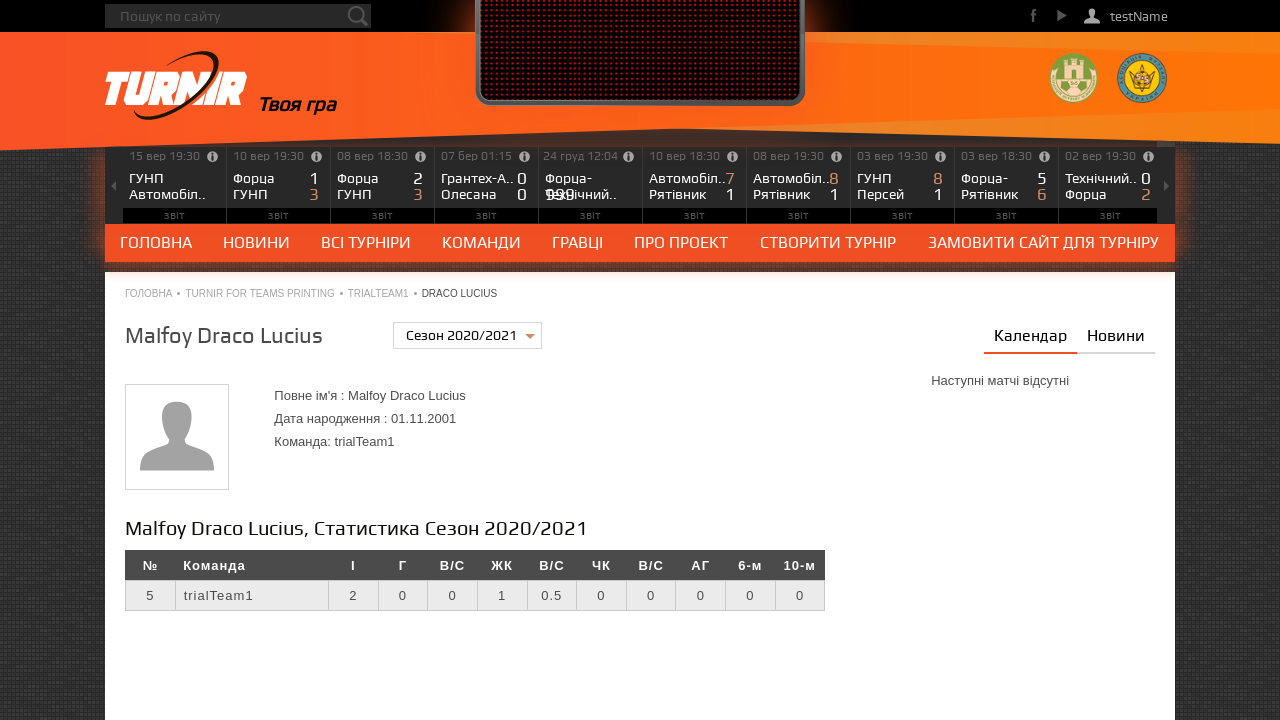 Пошук по сайту
testName
TURNIR Твоя гра
15 вер 19:30 10 вер 19:30 08 вер 18:30 07 бер 01:15 24 груд 12:04 10 вер 18:30 08 вер 19:30 03 вер 19:30 03 вер 18:30 02 вер 19:30
ГУНП Форца 1 Форца 2 Грантех-А.. 0 Форца- Автомобіл.. 7 Автомобіл.. 8 ГУНП 8 Форца- 5 Технічний.. 0
Автомобіл.. ГУНП 3 ГУНП 3 Олесана 0 Технічний.. Рятівник 1 Рятівник 1 Персей 1 Рятівник 6 Форца 2
звіт звіт звіт звіт звіт звіт звіт звіт звіт звіт
ГОЛОВНА НОВИНИ ВСІ ТУРНІРИ КОМАНДИ ГРАВЦІ ПРО ПРОЕКТ СТВОРИТИ ТУРНІР ЗАМОВИТИ САЙТ ДЛЯ ТУРНІРУ
ГОЛОВНА • TURNIR FOR TEAMS PRINTING • TRIALTEAM1 • DRACO LUCIUS
Malfoy Draco Lucius Сезон 2020/2021 Календар Новини
Наступні матчі відсутні
Повне ім'я : Malfoy Draco Lucius
Дата народження : 01.11.2001
Команда: trialTeam1
Malfoy Draco Lucius, Статистика Сезон 2020/2021
№ Команда І Г В/С ЖК В/С ЧК В/С АГ 6-м 10-м
5 trialTeam1 2 0 0 1 0.5 0 0 0 0 0